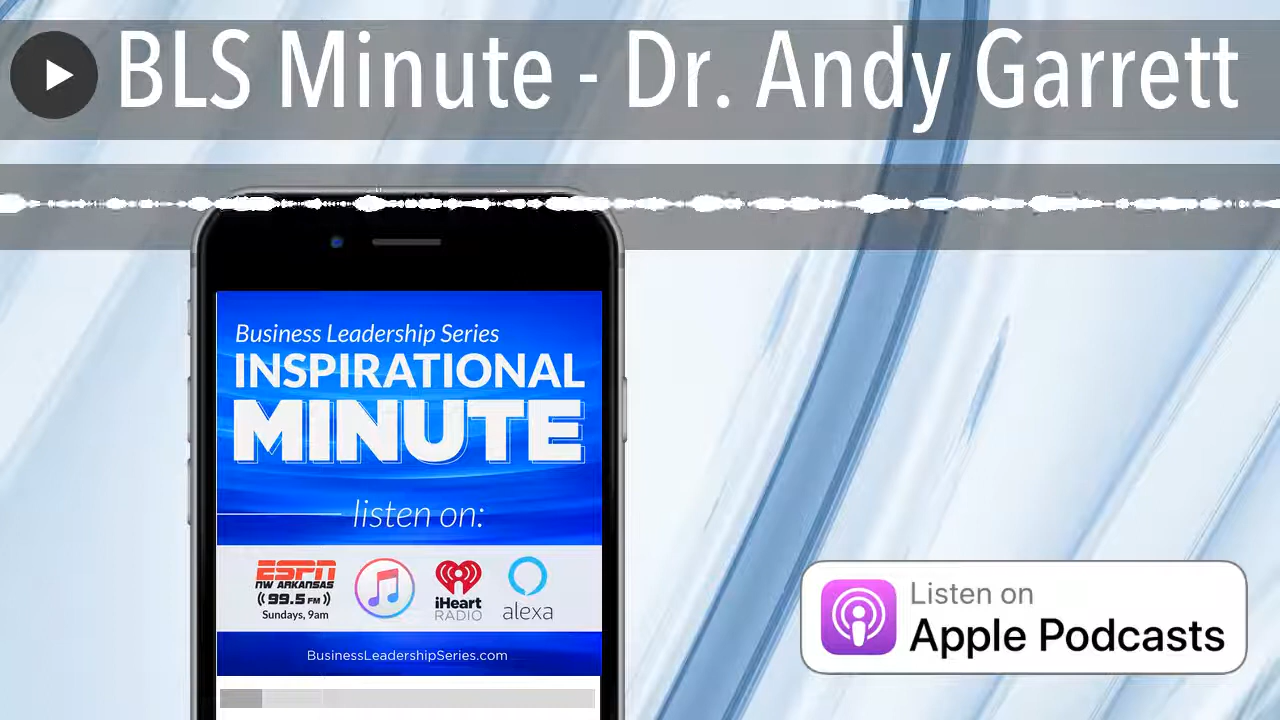 BLS Minute - Dr. Andy Garrett
Business Leadership Series
INSPIRATIONAL
MINUTE
listen on:
ESPN
NW ARKANSAS
99.5 FM
Sundays, 9am
iHeart
RADIO
alexa
BusinessLeadershipSeries.com
Listen on
Apple Podcasts